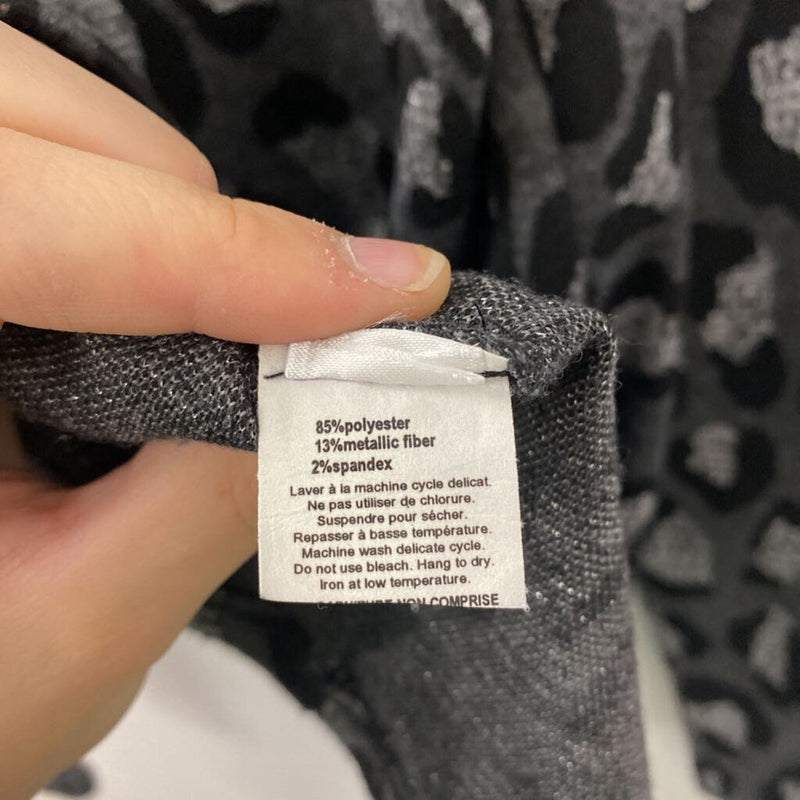 85%polyester
13%metallic fiber
2%spandex
Laver à la machine cycle delicat.
Ne pas utiliser de chlorure.
Suspendre pour sécher.
Repasser à basse température.
Machine wash delicate cycle.
Do not use bleach. Hang to dry.
Iron at low temperature.
NON COMPRISE